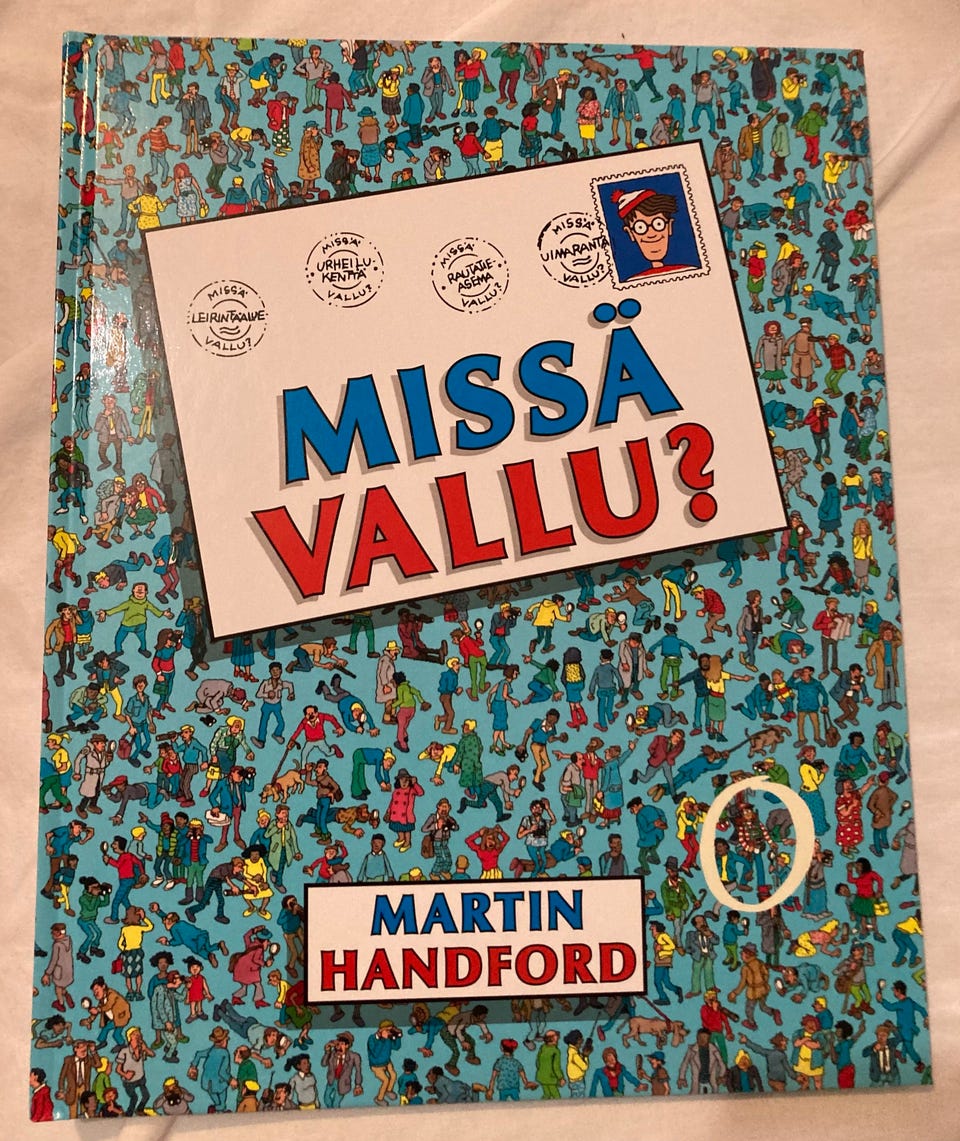 MISSÄ
LEIRINTÄALUE
VALLU?
MISSÄ
URHEILU-
KENTTÄ
VALLU?
MISSÄ
RAUTATIE-
ASEMA
VALLU?
MISSÄ
UIMARANTA
VALLU?
MISSÄ
VALLU?
MARTIN
HANDFORD